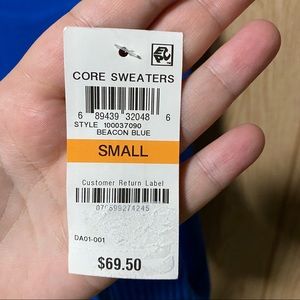 CORE SWEATERS
6 89439 32048 6
STYLE 100037090
BEACON BLUE
SMALL
Customer Return Label
DA01-001
$69.50